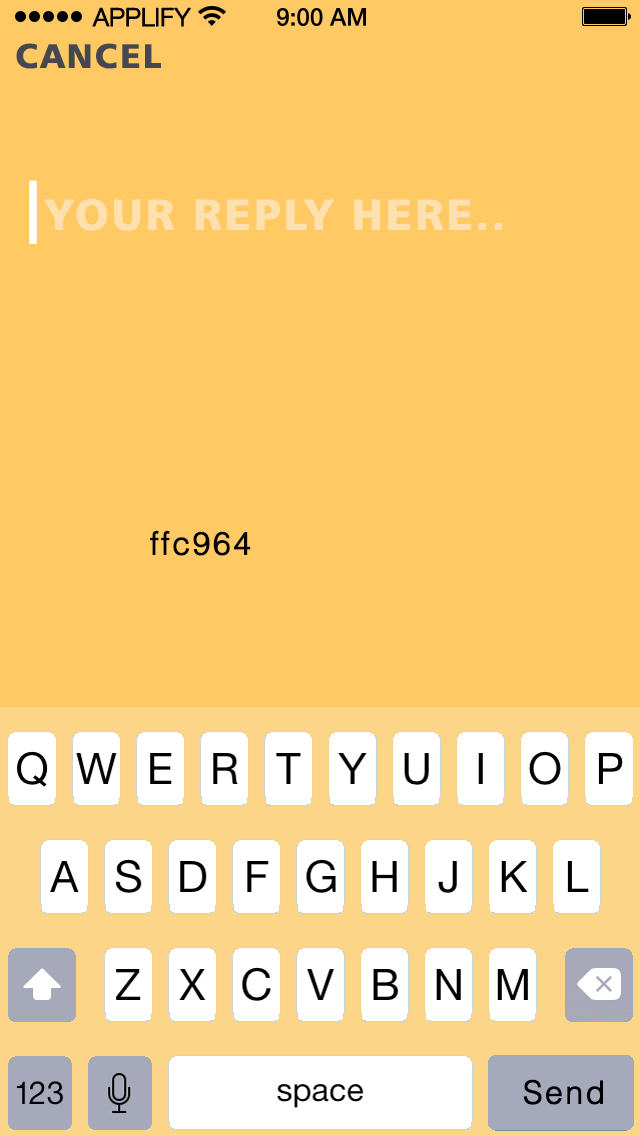 APPLIFY 9:00 AM
CANCEL
YOUR REPLY HERE..
ffc964
Q W E R T Y U I O P
A S D F G H J K L
Z X C V B N M
123 space Send